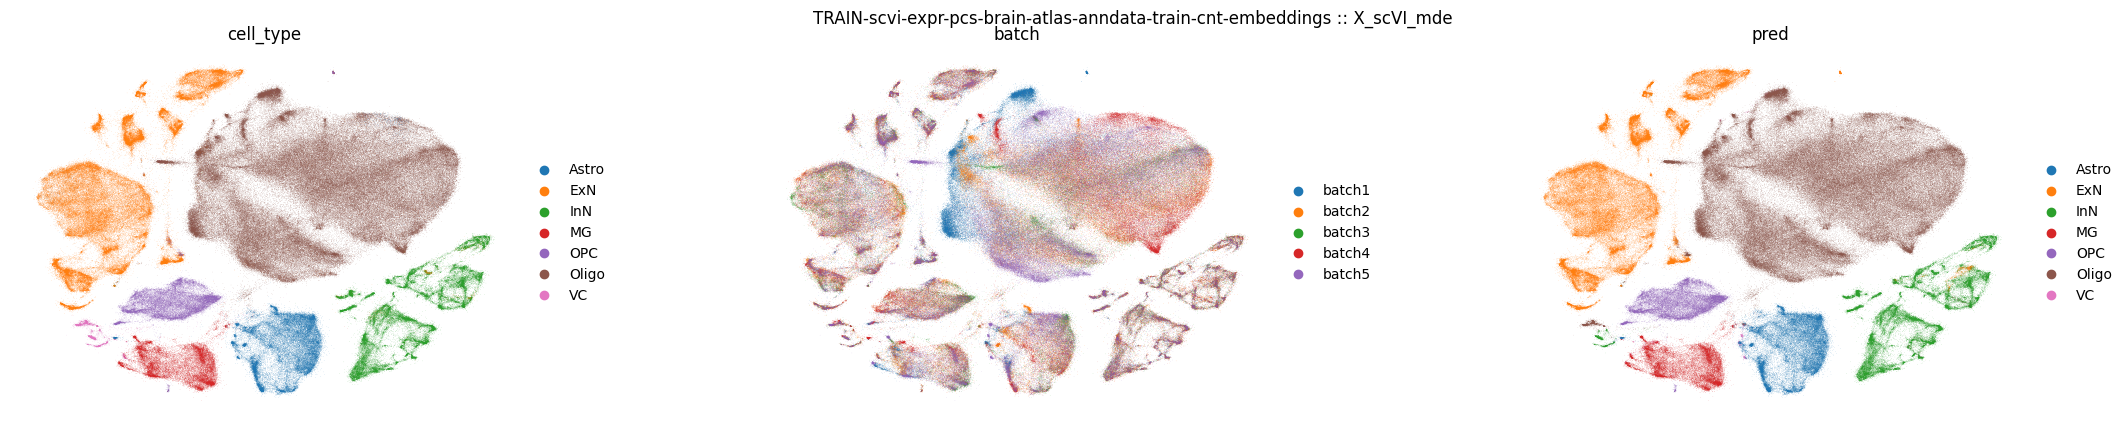 TRAIN-scvi-expr-pcs-brain-atlas-anndata-train-cnt-embeddings :: X_scVI_mde
cell_type
Astro
ExN
InN
MG
OPC
Oligo
VC
batch
batch1
batch2
batch3
batch4
batch5
pred
Astro
ExN
InN
MG
OPC
Oligo
VC